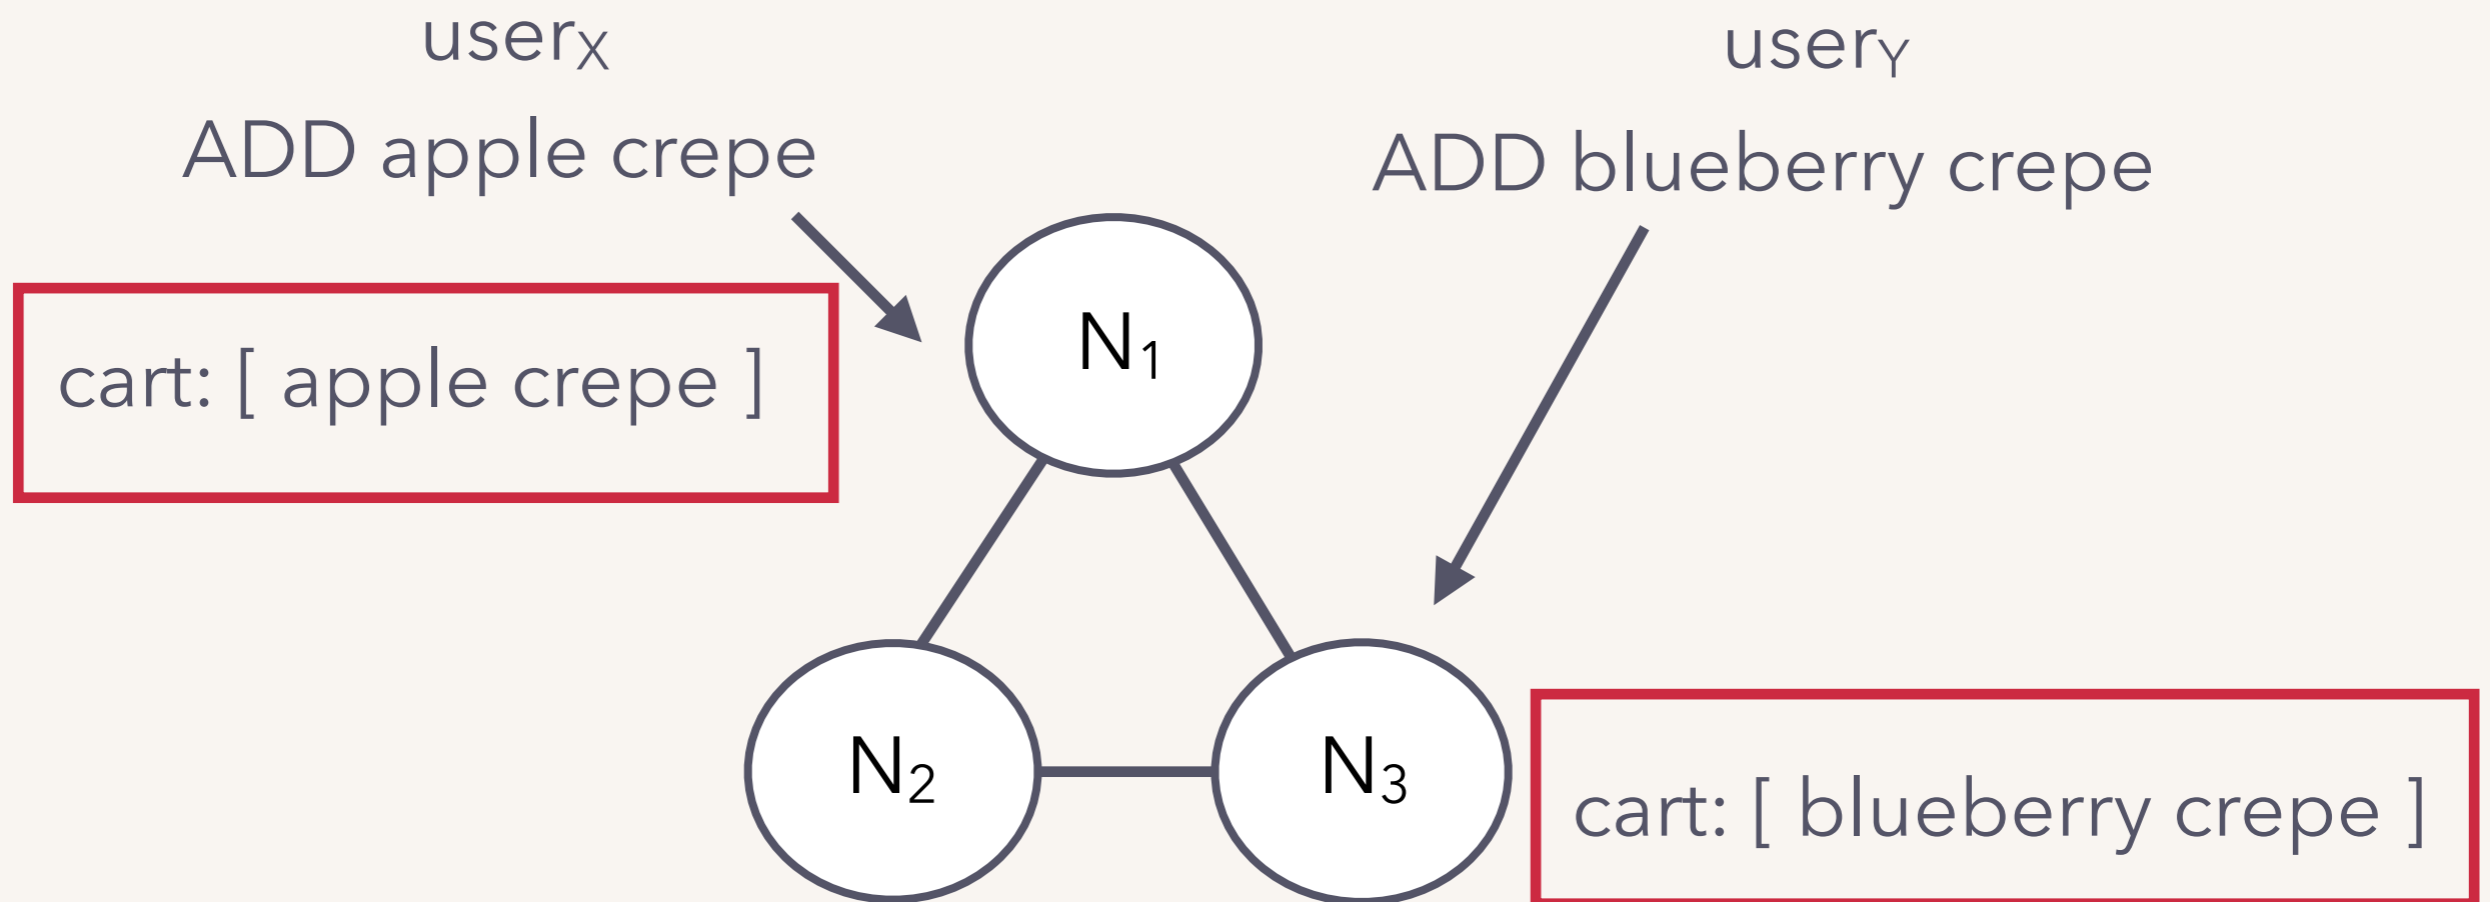 userX
ADD apple crepe
userY
ADD blueberry crepe
cart: [ apple crepe ]
N1
N2
N3
cart: [ blueberry crepe ]